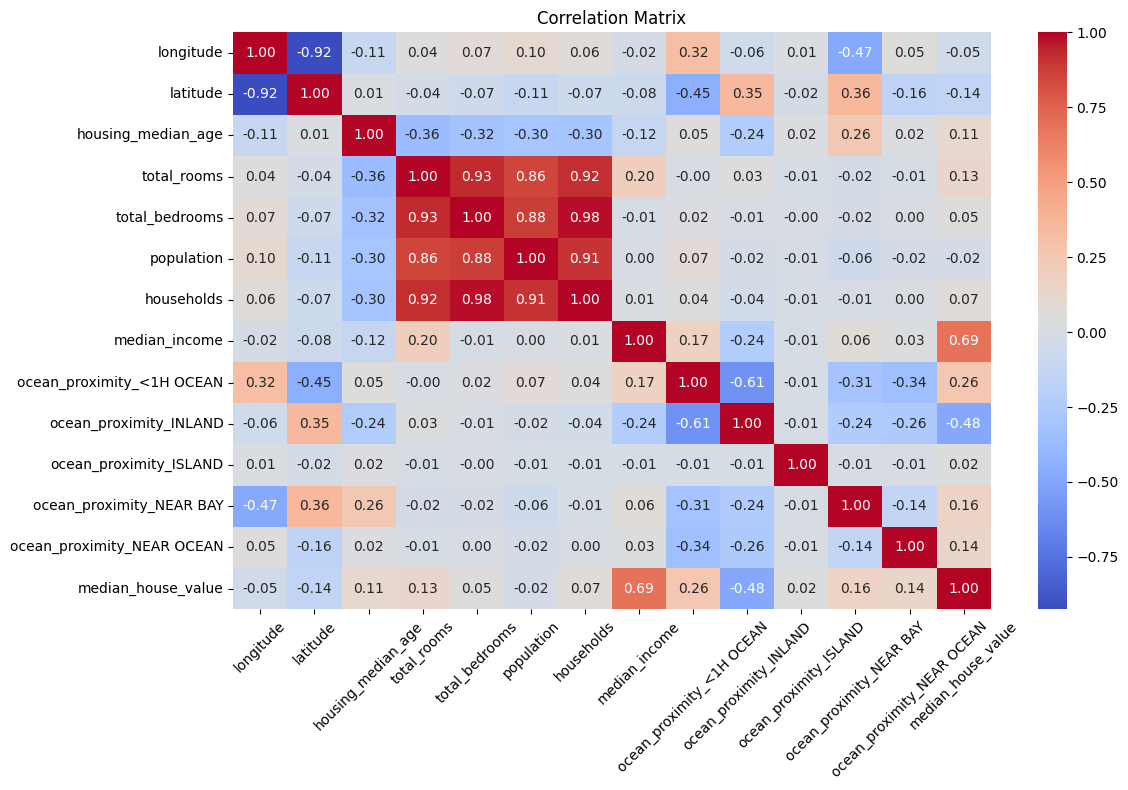 Correlation Matrix
longitude 1.00 -0.92 -0.11 0.04 0.07 0.10 0.06 -0.02 0.32 -0.06 0.01 -0.47 0.05 -0.05
latitude -0.92 1.00 0.01 -0.04 -0.07 -0.11 -0.07 -0.08 -0.45 0.35 -0.02 0.36 -0.16 -0.14
housing_median_age -0.11 0.01 1.00 -0.36 -0.32 -0.30 -0.30 -0.12 0.05 -0.24 0.02 0.26 0.02 0.11
total_rooms 0.04 -0.04 -0.36 1.00 0.93 0.86 0.92 0.20 -0.00 0.03 -0.01 -0.02 -0.01 0.13
total_bedrooms 0.07 -0.07 -0.32 0.93 1.00 0.88 0.98 -0.01 0.02 -0.01 -0.00 -0.02 0.00 0.05
population 0.10 -0.11 -0.30 0.86 0.88 1.00 0.91 0.00 0.07 -0.02 -0.01 -0.06 -0.02 -0.02
households 0.06 -0.07 -0.30 0.92 0.98 0.91 1.00 0.01 0.04 -0.04 -0.01 -0.01 0.00 0.07
median_income -0.02 -0.08 -0.12 0.20 -0.01 0.00 0.01 1.00 0.17 -0.24 -0.01 0.06 0.03 0.69
ocean_proximity_<1H OCEAN 0.32 -0.45 0.05 -0.00 0.02 0.07 0.04 0.17 1.00 -0.61 -0.01 -0.31 -0.34 0.26
ocean_proximity_INLAND -0.06 0.35 -0.24 0.03 -0.01 -0.02 -0.04 -0.24 -0.61 1.00 -0.01 -0.24 -0.26 -0.48
ocean_proximity_ISLAND 0.01 -0.02 0.02 -0.01 -0.00 -0.01 -0.01 -0.01 -0.01 -0.01 1.00 -0.01 -0.01 0.02
ocean_proximity_NEAR BAY -0.47 0.36 0.26 -0.02 -0.02 -0.06 -0.01 0.06 -0.31 -0.24 -0.01 1.00 -0.14 0.16
ocean_proximity_NEAR OCEAN 0.05 -0.16 0.02 -0.01 0.00 -0.02 0.00 0.03 -0.34 -0.26 -0.01 -0.14 1.00 0.14
median_house_value -0.05 -0.14 0.11 0.13 0.05 -0.02 0.07 0.69 0.26 -0.48 0.02 0.16 0.14 1.00
longitude
latitude
housing_median_age
total_rooms
total_bedrooms
population
households
median_income
ocean_proximity_<1H OCEAN
ocean_proximity_INLAND
ocean_proximity_ISLAND
ocean_proximity_NEAR BAY
ocean_proximity_NEAR OCEAN
median_house_value
1.00
0.75
0.50
0.25
0.00
−0.25
−0.50
−0.75